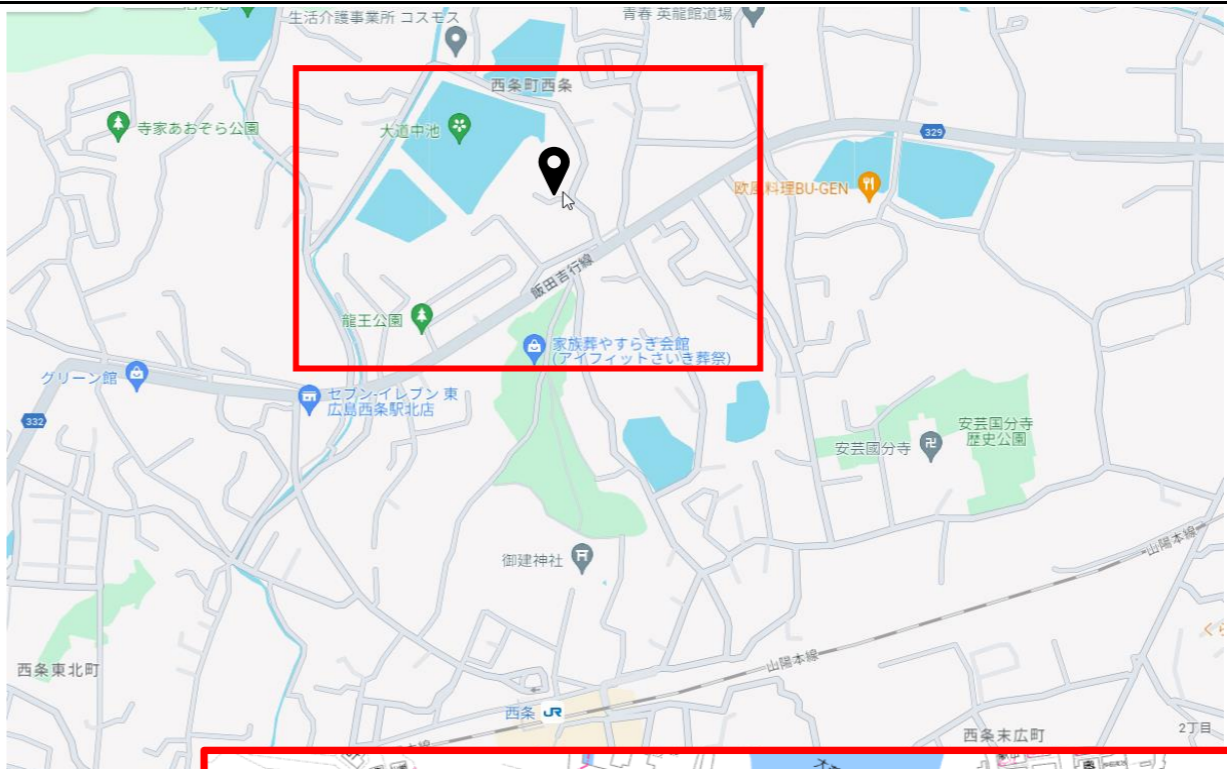 生活介護事業所 コスモス
青春 英龍館道場
西条町西条
大道中池
寺家あおぞら公園
329
欧風料理BU-GEN
飯田吉行線
龍王公園
家族葬やすらぎ会館
(アイフィットさいき葬祭)
グリーン館
セブン-イレブン 東
広島西条駅北店
332
安芸国分寺
歴史公園
安芸國分寺
山陽本線
御建神社
西条東北町
山陽本線
西条 JR
西条末広町
2丁目